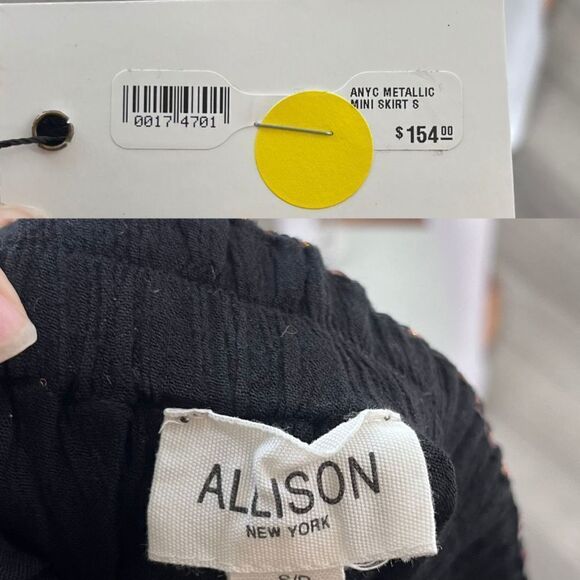 0017 4701
ANYC METALLIC
MINI SKIRT S
$154.00
ALLISON
NEW YORK